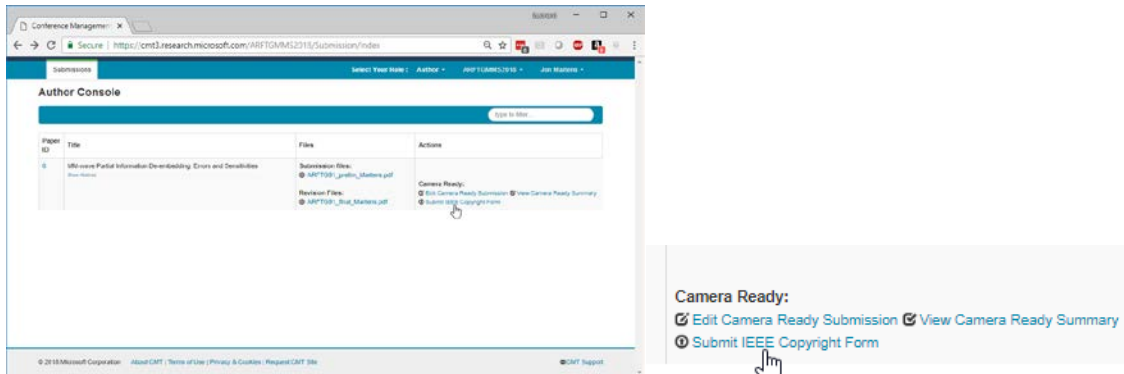 Conference Management
Secure | https://cmt3.research.microsoft.com/ARFTGMMS2018/Submission/Index
Submissions
Select Your Role : Author ARFTGMMS2018 Jon Martens
Author Console
type to filter...
Paper ID
Title
Files
Actions
6
MM-wave Partial Information De-embedding: Errors and Sensitivities
Submission files:
ARFTG91_prelim_Martens.pdf
Revision Files:
ARFTG91_final_Martens.pdf
Camera Ready:
Edit Camera Ready Submission View Camera Ready Summary
Submit IEEE Copyright Form
© 2018 Microsoft Corporation About CMT | Terms of Use | Privacy & Cookies | Request CMT Site
CMT Support
Camera Ready:
Edit Camera Ready Submission View Camera Ready Summary
Submit IEEE Copyright Form